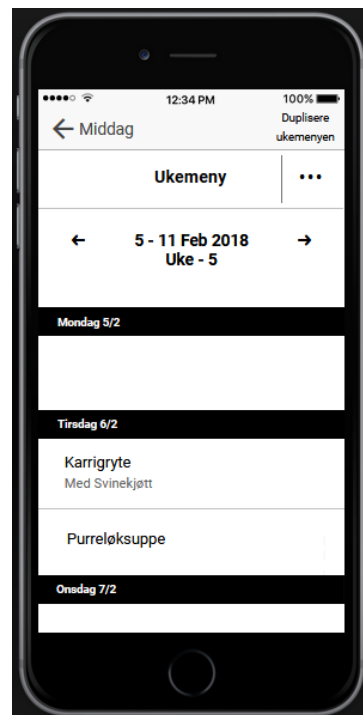 12:34 PM
100%
Middag
Duplisere
ukemenyen
Ukemeny
5 - 11 Feb 2018
Uke - 5
Mondag 5/2
Tirsdag 6/2
Karrigryte
Med Svinekjøtt
Purreløksuppe
Onsdag 7/2